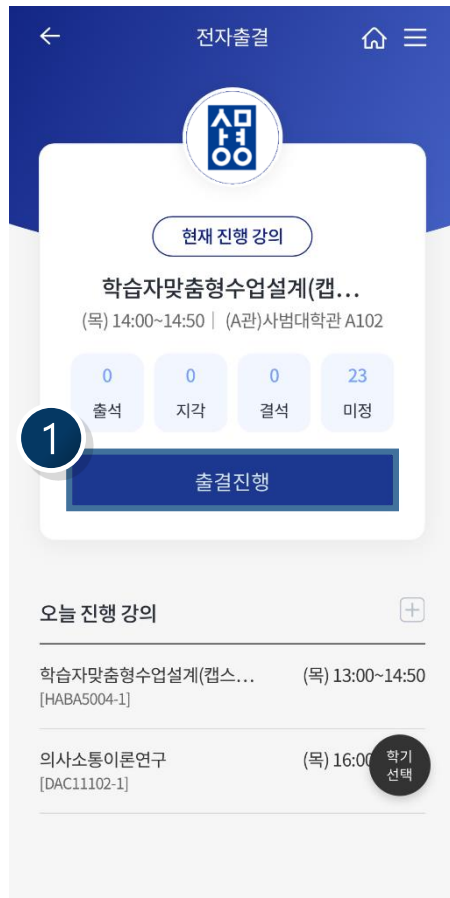 전자출결
상명
현재 진행 강의
학습자맞춤형수업설계(캡...
(목) 14:00~14:50 | (A관)사범대학관 A102
0 0 0 23
출석 지각 결석 미정
1
출결진행
오늘 진행 강의
학습자맞춤형수업설계(캡스... (목) 13:00~14:50
[HABA5004-1]
의사소통이론연구 (목) 16:00
[DAC11102-1]
학기
선택